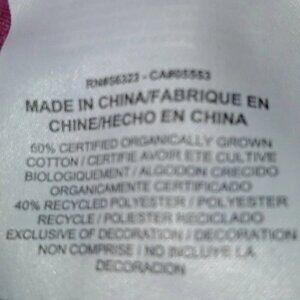 RN#56323 - CA#05553
MADE IN CHINA/FABRIQUE EN
CHINE/HECHO EN CHINA
60% CERTIFIED ORGANICALLY GROWN
COTTON / CERTIFIE AVOIR ETE CULTIVE
BIOLOGIQUEMENT / ALGODON CRECIDO
ORGANICAMENTE CERTIFICADO
40% RECYCLED POLYESTER / POLYESTER
RECYCLE / POLIESTER RECICLADO
EXCLUSIVE OF DECORATION / DECORATION
NON COMPRISE / NO INCLUYE LA
DECORACION